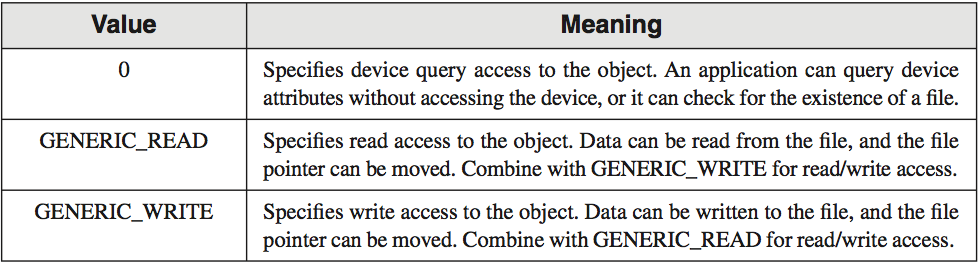 Value Meaning
0 Specifies device query access to the object. An application can query device
attributes without accessing the device, or it can check for the existence of a file.
GENERIC_READ Specifies read access to the object. Data can be read from the file, and the file
pointer can be moved. Combine with GENERIC_WRITE for read/write access.
GENERIC_WRITE Specifies write access to the object. Data can be written to the file, and the file
pointer can be moved. Combine with GENERIC_READ for read/write access.